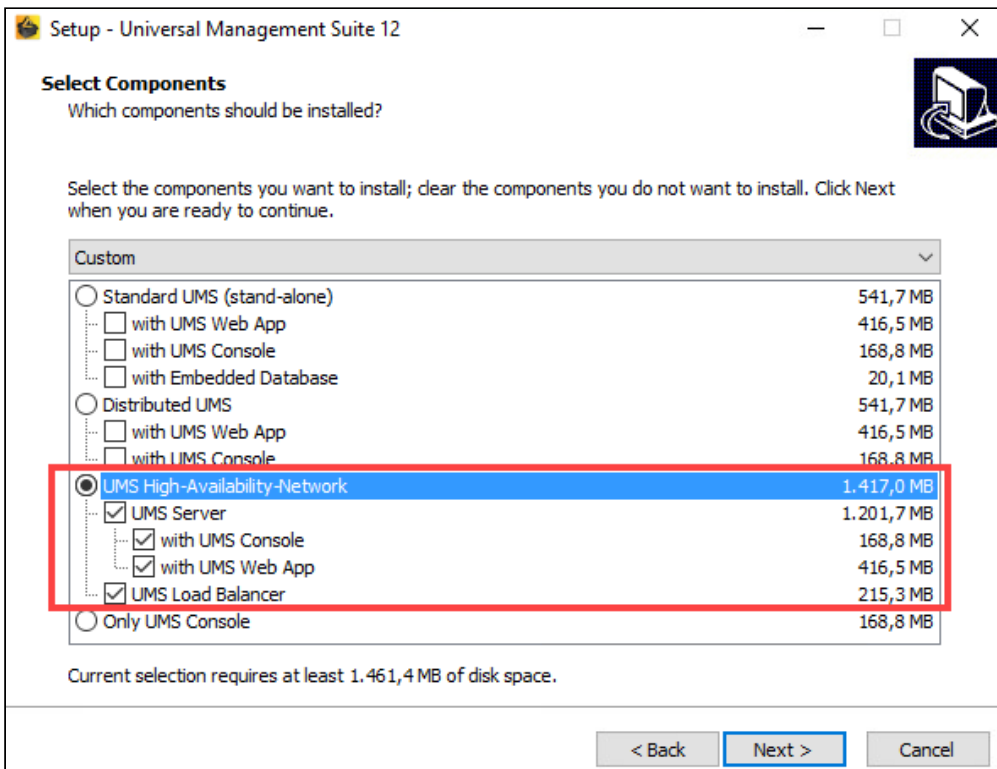 Setup - Universal Management Suite 12
Select Components
Which components should be installed?
Select the components you want to install; clear the components you do not want to install. Click Next
when you are ready to continue.
Custom
Standard UMS (stand-alone) 541,7 MB
with UMS Web App 416,5 MB
with UMS Console 168,8 MB
with Embedded Database 20,1 MB
Distributed UMS 541,7 MB
with UMS Web App 416,5 MB
with UMS Console 168,8 MB
UMS High-Availability-Network 1.417,0 MB
UMS Server 1.201,7 MB
with UMS Console 168,8 MB
with UMS Web App 416,5 MB
UMS Load Balancer 215,3 MB
Only UMS Console 168,8 MB
Current selection requires at least 1.461,4 MB of disk space.
< Back Next > Cancel